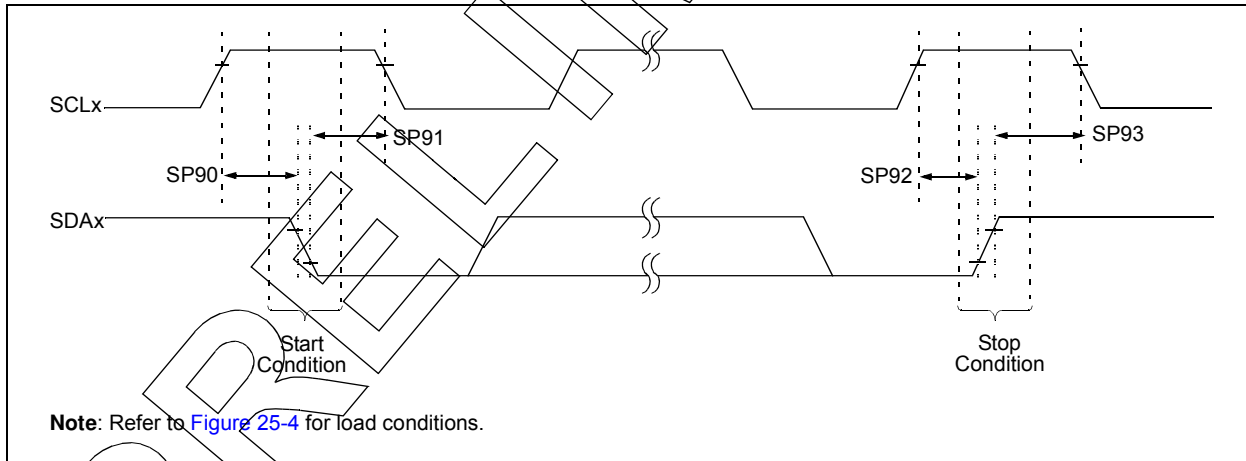 SCLx
SP91
SP93
SP90
SP92
SDAx
Start
Condition
Stop
Condition
Note: Refer to Figure 25-4 for load conditions.